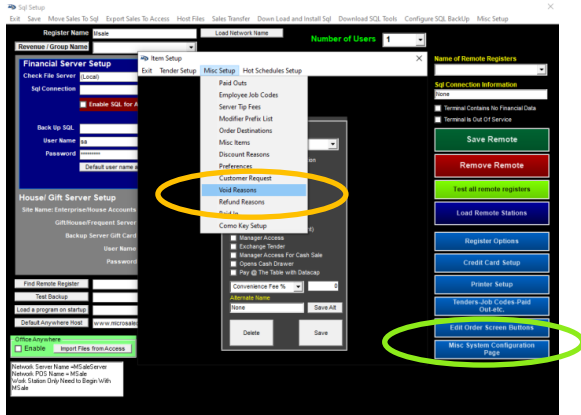 Sql Setup
Exit Save Move Sales To Sql Export Sales To Access Host Files Sales Transfer Down Load and Install Sql Download SQL Tools Configure SQL BackUp Misc Setup
Register Name Msale Load Network Name
Number of Users 1
Revenue / Group Name
Financial Server Setup
Check File Server (Local)
Sql Connection
Enable SQL for A
Back Up SQL
User Name sa
Password ********
Default user name a
House/ Gift Server Setup
Site Name: Enterprise/House Accounts
Gift/House/Frequent Server
Backup Server Gift Card
User Name
Password
Find Remote Register
Test Backup
Load a program on startup
Default Anywhere Host www.microsale
Office Anywhere
Enable Import Files from Access
Network Server Name =MSaleServer
Network POS Name = MSale
Work Station Only Need to Begin With
MSale
Item Setup
Exit Tender Setup Misc Setup Hot Schedules Setup
Paid Outs
Employee Job Codes
Server Tip Fees
Modifier Prefix List
Order Destinations
Misc Items
Discount Reasons
Preferences
Customer Request
Void Reasons
Refund Reasons
Paid In
Como Key Setup
Manager Access
Exchange Tender
Manager Access For Cash Sale
Opens Cash Drawer
Pay @ The Table with Datacap
Convenience Fee % 0
Alternate Name
None Save Alt
Delete Save
Name of Remote Registers
Sql Connection Information
None
Terminal Contains No Financial Data
Terminal Is Out Of Service
Save Remote
Remove Remote
Test all remote registers
Load Remote Stations
Register Options
Credit Card Setup
Printer Setup
Tenders-Job Codes-Paid
Out-etc.
Edit Order Screen Buttons
Misc System Configuration
Page